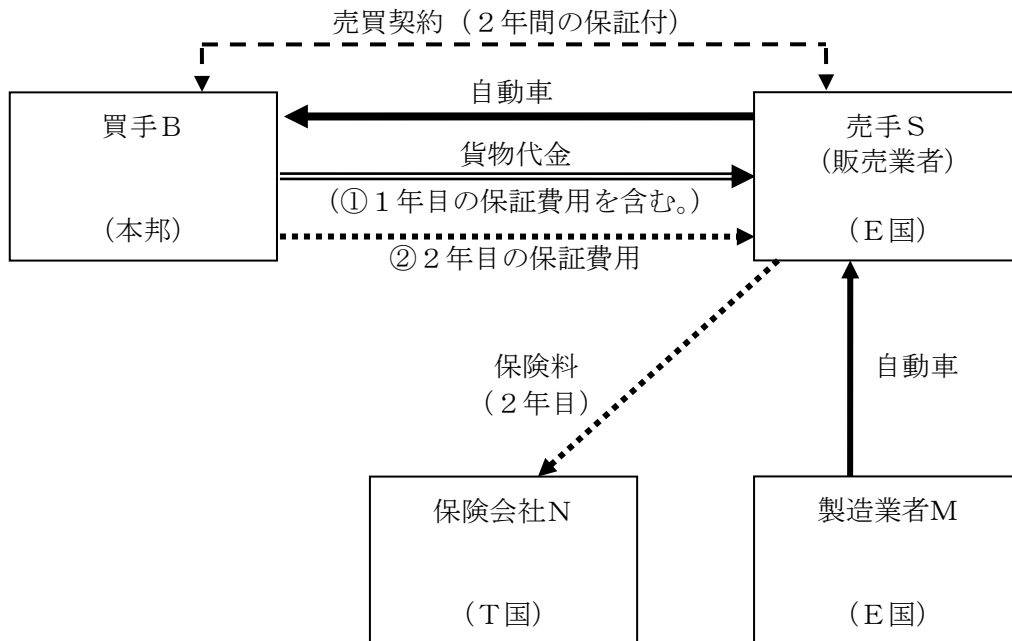 売買契約（２年間の保証付）
自動車
買手Ｂ
（本邦）
売手Ｓ
（販売業者）
（Ｅ国）
貨物代金
（①１年目の保証費用を含む。）
②２年目の保証費用
保険料
（２年目）
自動車
保険会社Ｎ
（Ｔ国）
製造業者Ｍ
（Ｅ国）